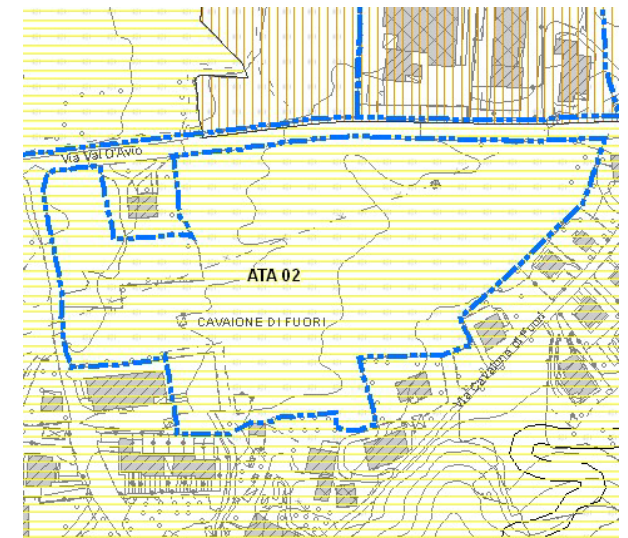 Via Val D'Avio
ATA 02
CAVAIONE DI FUORI
Via Cavaione di Fuori